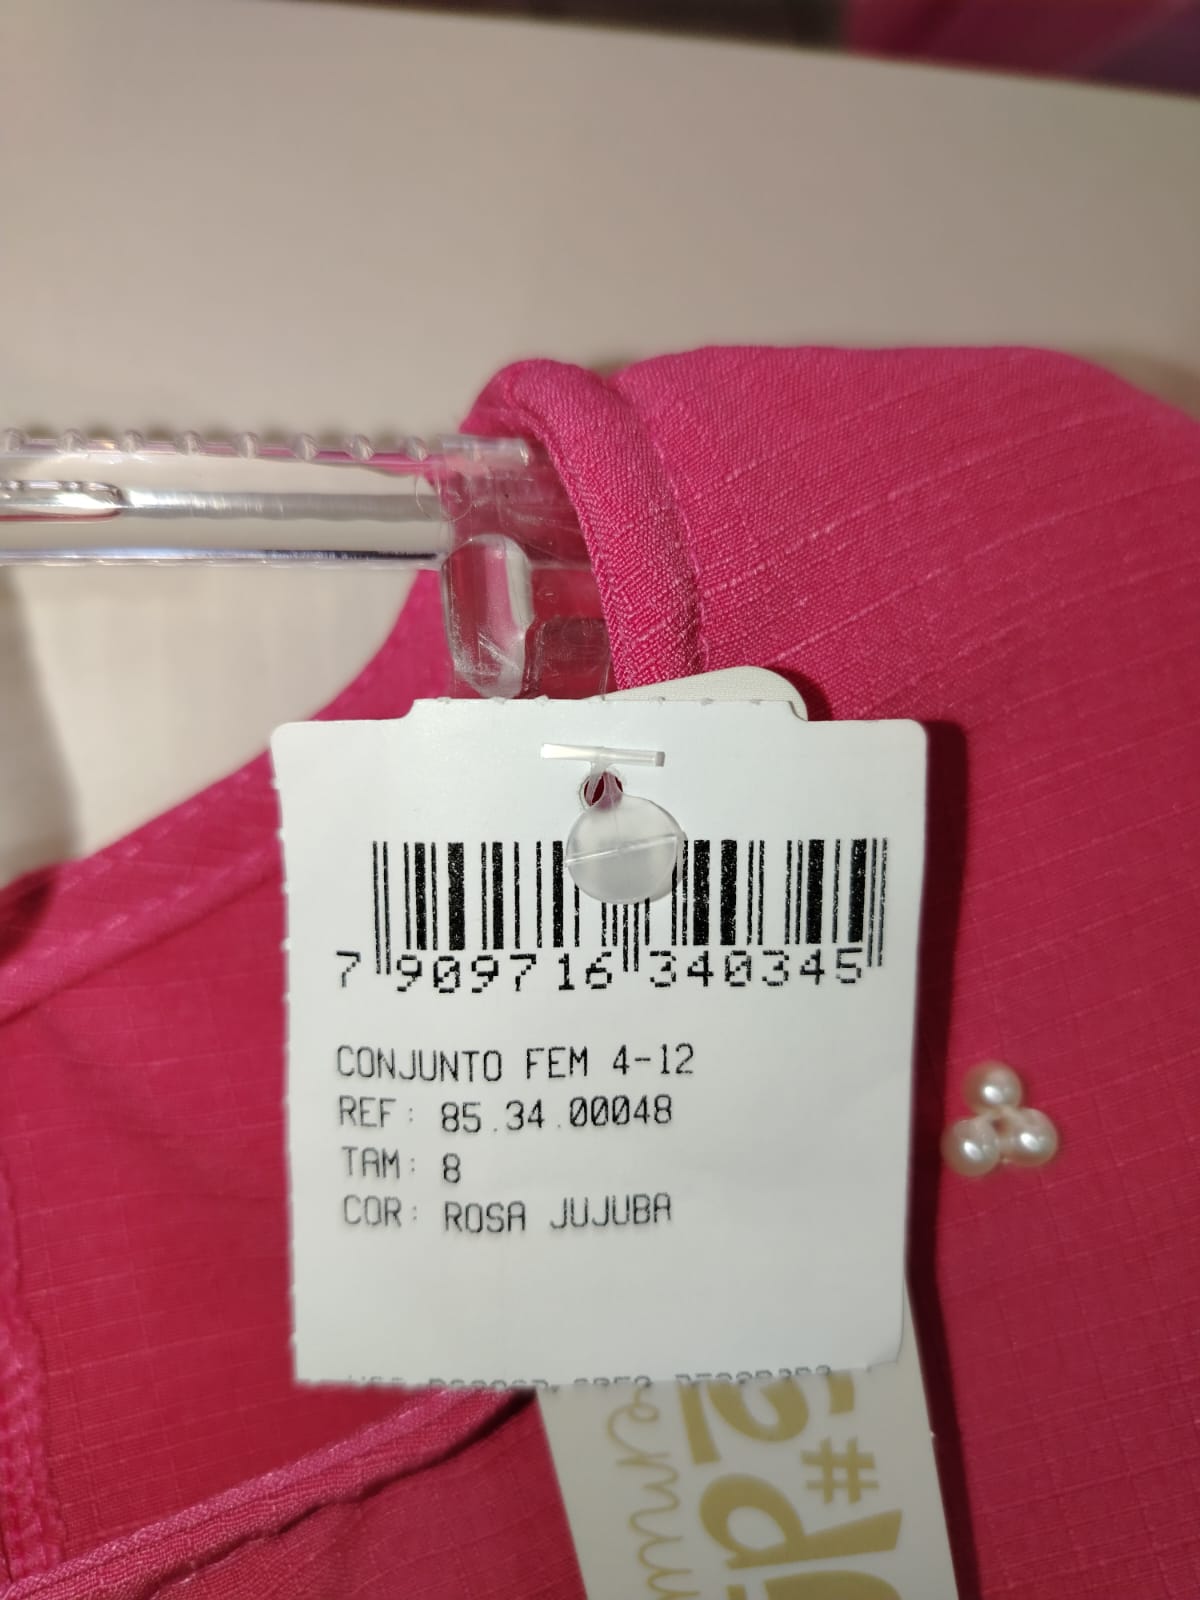 7 909716 340345
CONJUNTO FEM 4-12
REF: 85.34.00048
TAM: 8
COR: ROSA JUJUBA
#